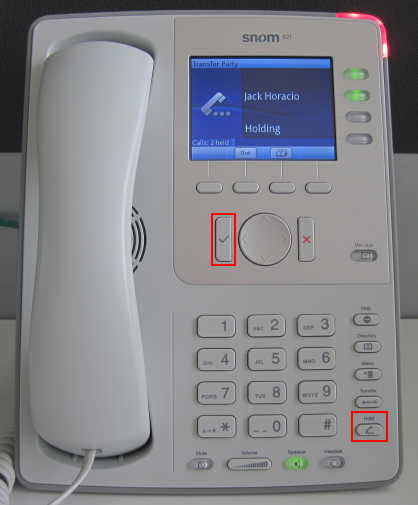 snom 821
Transfer Party
Jack Horacio
Holding
Calls: 2 held
Dial
Message
1
ABC 2
DEF 3
DND
Directory
GHI 4
JKL 5
MNO 6
Menu
PQRS 7
TUV 8
WXYZ 9
Transfer
*
0
#
Hold
Mute
Volume
Speaker
Headset